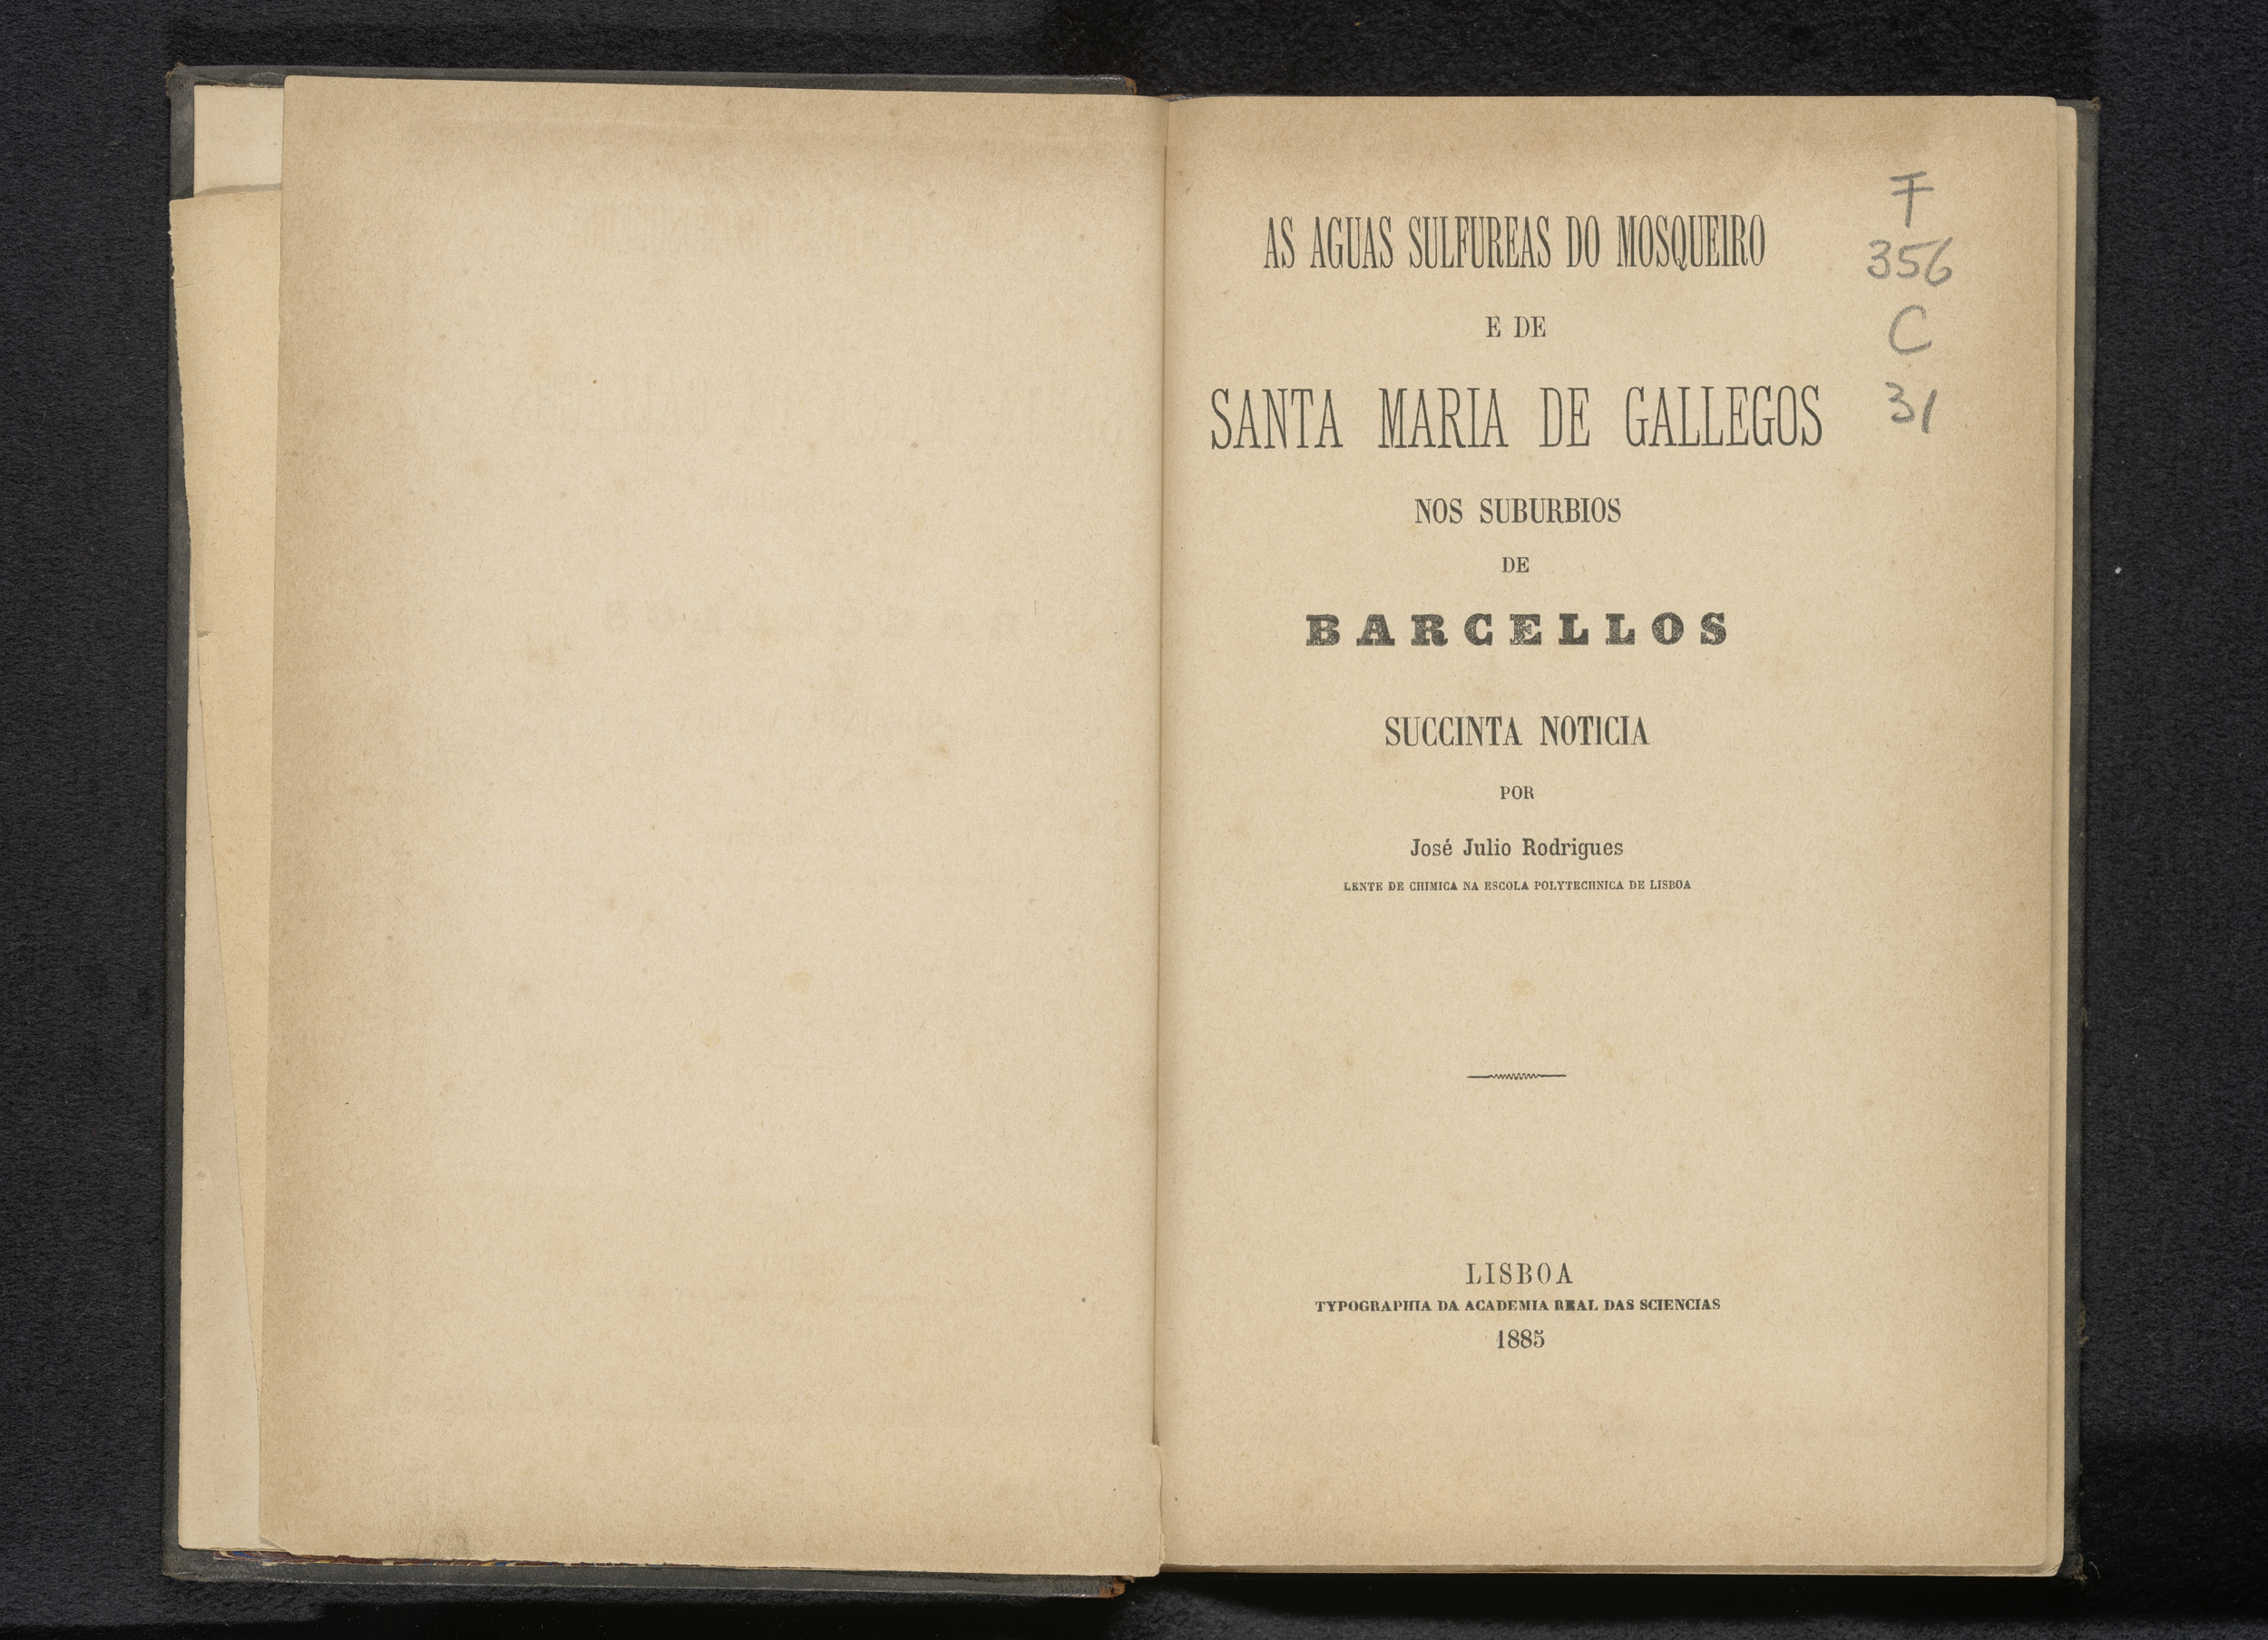 AS AGUAS SULFUREAS DO MOSQUEIRO
E DE
SANTA MARIA DE GALLEGOS
NOS SUBURBIOS
DE
BARCELLOS
SUCCINTA NOTICIA
POR
José Julio Rodrigues
LENTE DE CHIMICA NA ESCOLA POLYTECHNICA DE LISBOA
LISBOA
TYPOGRAPHIA DA ACADEMIA REAL DAS SCIENCIAS
1885
F
356
C
31